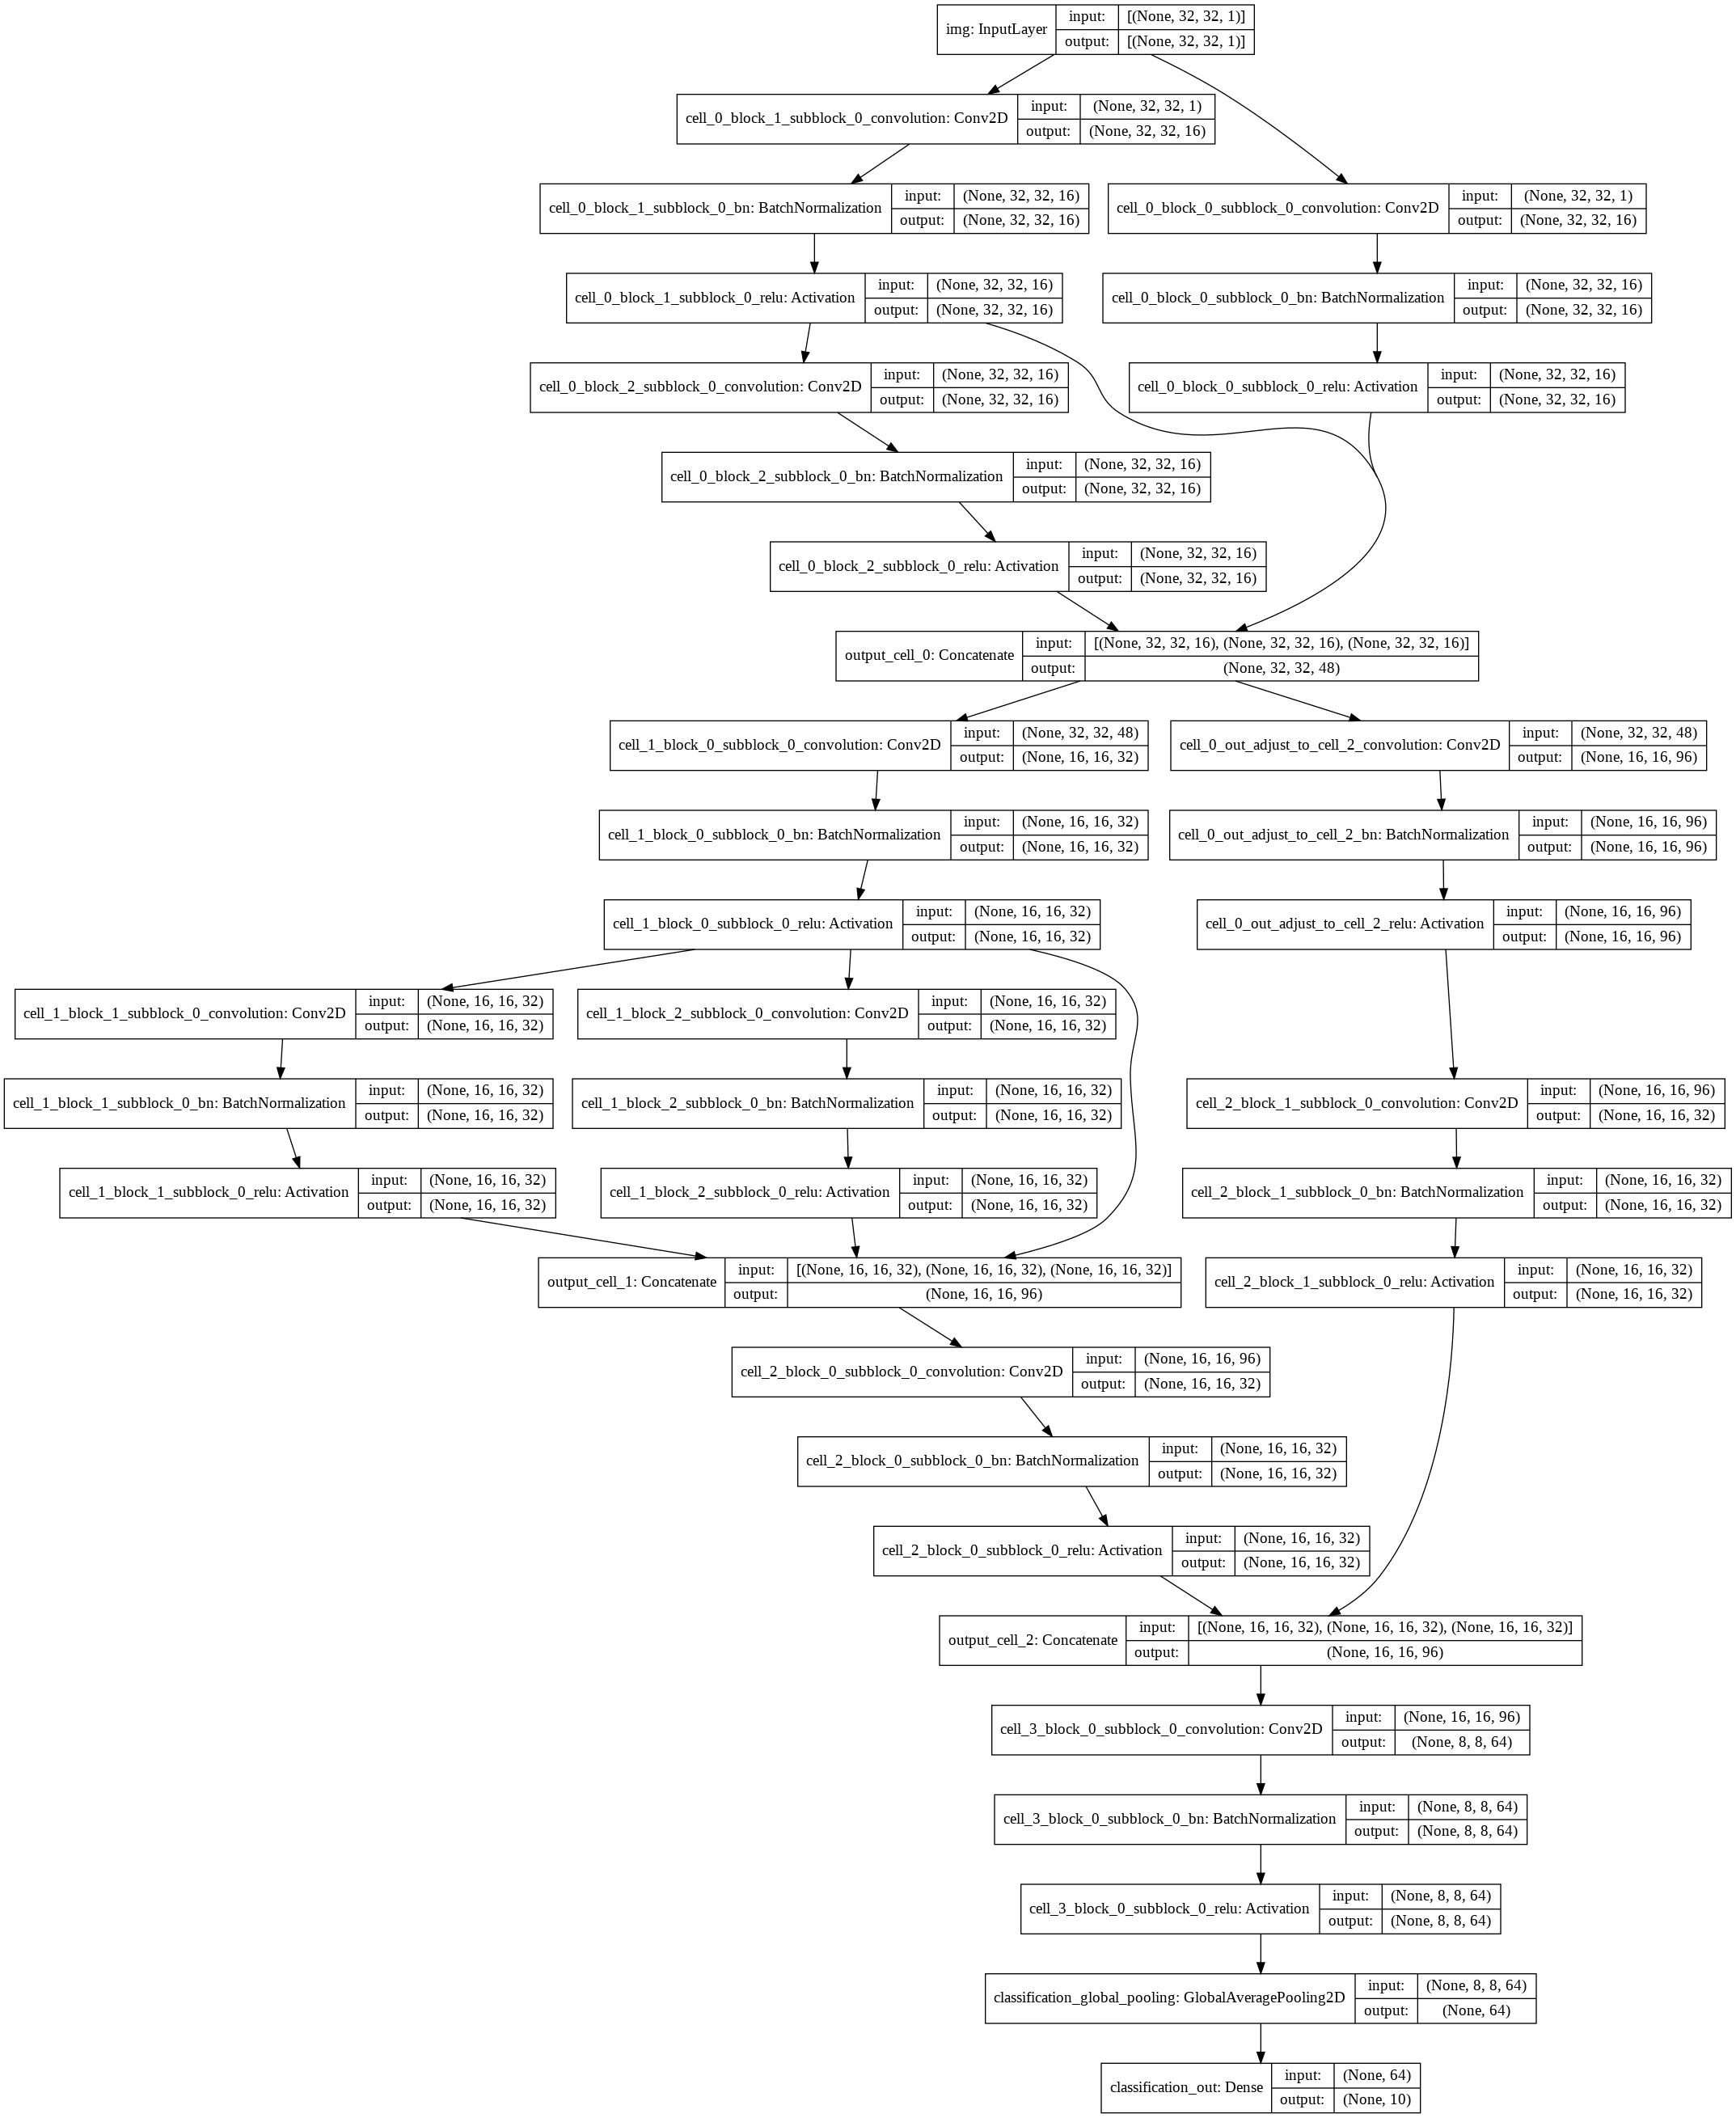 img: InputLayer
input:
[(None, 32, 32, 1)]
output:
[(None, 32, 32, 1)]
cell_0_block_1_subblock_0_convolution: Conv2D
input:
(None, 32, 32, 1)
output:
(None, 32, 32, 16)
cell_0_block_1_subblock_0_bn: BatchNormalization
input:
(None, 32, 32, 16)
output:
(None, 32, 32, 16)
cell_0_block_0_subblock_0_convolution: Conv2D
input:
(None, 32, 32, 1)
output:
(None, 32, 32, 16)
cell_0_block_1_subblock_0_relu: Activation
input:
(None, 32, 32, 16)
output:
(None, 32, 32, 16)
cell_0_block_0_subblock_0_bn: BatchNormalization
input:
(None, 32, 32, 16)
output:
(None, 32, 32, 16)
cell_0_block_2_subblock_0_convolution: Conv2D
input:
(None, 32, 32, 16)
output:
(None, 32, 32, 16)
cell_0_block_0_subblock_0_relu: Activation
input:
(None, 32, 32, 16)
output:
(None, 32, 32, 16)
cell_0_block_2_subblock_0_bn: BatchNormalization
input:
(None, 32, 32, 16)
output:
(None, 32, 32, 16)
cell_0_block_2_subblock_0_relu: Activation
input:
(None, 32, 32, 16)
output:
(None, 32, 32, 16)
output_cell_0: Concatenate
input:
[(None, 32, 32, 16), (None, 32, 32, 16), (None, 32, 32, 16)]
output:
(None, 32, 32, 48)
cell_1_block_0_subblock_0_convolution: Conv2D
input:
(None, 32, 32, 48)
output:
(None, 16, 16, 32)
cell_0_out_adjust_to_cell_2_convolution: Conv2D
input:
(None, 32, 32, 48)
output:
(None, 16, 16, 96)
cell_1_block_0_subblock_0_bn: BatchNormalization
input:
(None, 16, 16, 32)
output:
(None, 16, 16, 32)
cell_0_out_adjust_to_cell_2_bn: BatchNormalization
input:
(None, 16, 16, 96)
output:
(None, 16, 16, 96)
cell_1_block_0_subblock_0_relu: Activation
input:
(None, 16, 16, 32)
output:
(None, 16, 16, 32)
cell_0_out_adjust_to_cell_2_relu: Activation
input:
(None, 16, 16, 96)
output:
(None, 16, 16, 96)
cell_1_block_1_subblock_0_convolution: Conv2D
input:
(None, 16, 16, 32)
output:
(None, 16, 16, 32)
cell_1_block_2_subblock_0_convolution: Conv2D
input:
(None, 16, 16, 32)
output:
(None, 16, 16, 32)
cell_1_block_1_subblock_0_bn: BatchNormalization
input:
(None, 16, 16, 32)
output:
(None, 16, 16, 32)
cell_1_block_2_subblock_0_bn: BatchNormalization
input:
(None, 16, 16, 32)
output:
(None, 16, 16, 32)
cell_2_block_1_subblock_0_convolution: Conv2D
input:
(None, 16, 16, 96)
output:
(None, 16, 16, 32)
cell_1_block_1_subblock_0_relu: Activation
input:
(None, 16, 16, 32)
output:
(None, 16, 16, 32)
cell_1_block_2_subblock_0_relu: Activation
input:
(None, 16, 16, 32)
output:
(None, 16, 16, 32)
cell_2_block_1_subblock_0_bn: BatchNormalization
input:
(None, 16, 16, 32)
output:
(None, 16, 16, 32)
output_cell_1: Concatenate
input:
[(None, 16, 16, 32), (None, 16, 16, 32), (None, 16, 16, 32)]
output:
(None, 16, 16, 96)
cell_2_block_1_subblock_0_relu: Activation
input:
(None, 16, 16, 32)
output:
(None, 16, 16, 32)
cell_2_block_0_subblock_0_convolution: Conv2D
input:
(None, 16, 16, 96)
output:
(None, 16, 16, 32)
cell_2_block_0_subblock_0_bn: BatchNormalization
input:
(None, 16, 16, 32)
output:
(None, 16, 16, 32)
cell_2_block_0_subblock_0_relu: Activation
input:
(None, 16, 16, 32)
output:
(None, 16, 16, 32)
output_cell_2: Concatenate
input:
[(None, 16, 16, 32), (None, 16, 16, 32), (None, 16, 16, 32)]
output:
(None, 16, 16, 96)
cell_3_block_0_subblock_0_convolution: Conv2D
input:
(None, 16, 16, 96)
output:
(None, 8, 8, 64)
cell_3_block_0_subblock_0_bn: BatchNormalization
input:
(None, 8, 8, 64)
output:
(None, 8, 8, 64)
cell_3_block_0_subblock_0_relu: Activation
input:
(None, 8, 8, 64)
output:
(None, 8, 8, 64)
classification_global_pooling: GlobalAveragePooling2D
input:
(None, 8, 8, 64)
output:
(None, 64)
classification_out: Dense
input:
(None, 64)
output:
(None, 10)